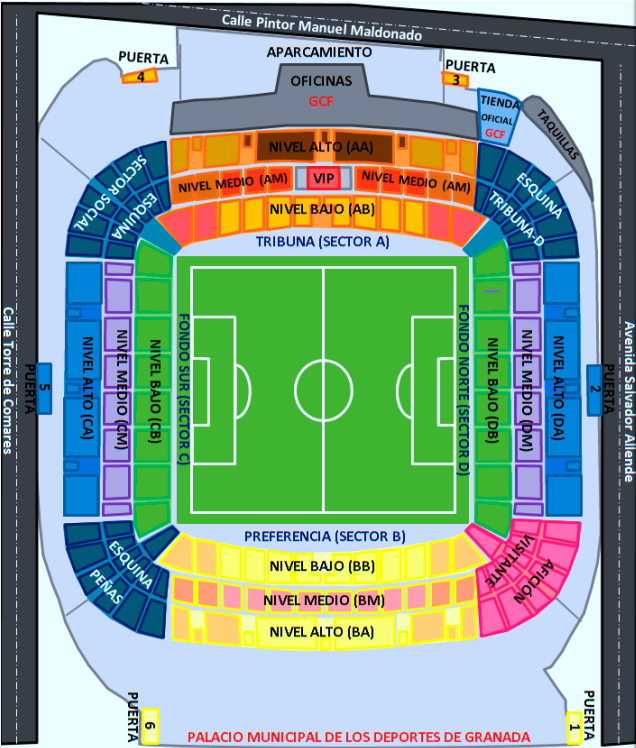 Calle Pintor Manuel Maldonado
APARCAMIENTO
PUERTA
4
PUERTA
3
OFICINAS
GCF
TIENDA
OFICIAL
GCF
TAQUILLAS
NIVEL ALTO (AA)
NIVEL MEDIO (AM)
VIP
NIVEL MEDIO (AM)
NIVEL BAJO (AB)
TRIBUNA (SECTOR A)
SECTOR SOCIAL
ESQUINA
ESQUINA
TRIBUNA-D
Calle Torre de Comares
PUERTA
5
NIVEL ALTO (CA)
NIVEL MEDIO (CM)
NIVEL BAJO (CB)
FONDO SUR (SECTOR C)
FONDO NORTE (SECTOR D)
NIVEL BAJO (DB)
NIVEL MEDIO (DM)
NIVEL ALTO (DA)
2
PUERTA
Avenida Salvador Allende
PREFERENCIA (SECTOR B)
NIVEL BAJO (BB)
NIVEL MEDIO (BM)
NIVEL ALTO (BA)
ESQUINA
PEÑAS
AFICIÓN
VISITANTE
PUERTA
6
PUERTA
1
PALACIO MUNICIPAL DE LOS DEPORTES DE GRANADA